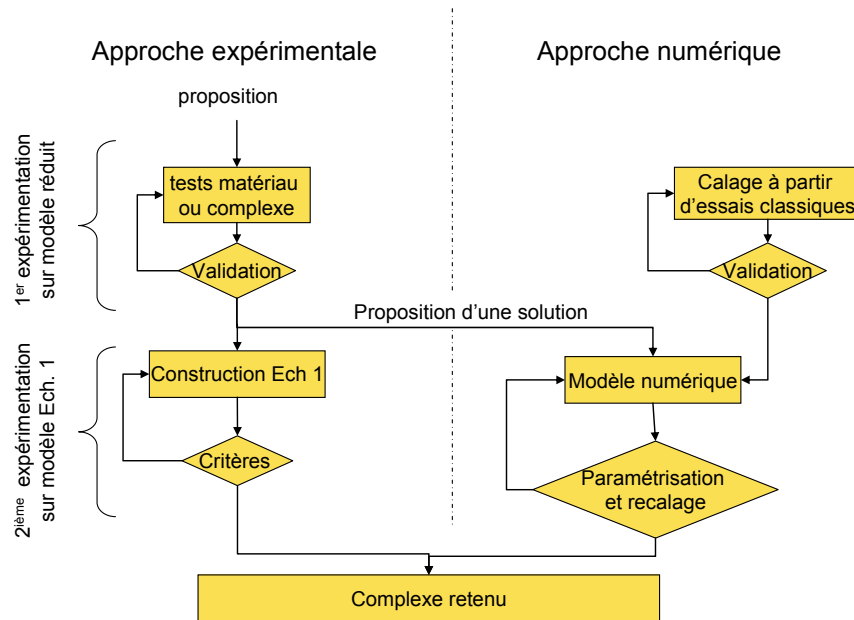 Approche expérimentale
Approche numérique
proposition
1er expérimentation
sur modèle réduit
tests matériau
ou complexe
Calage à partir
d'essais classiques
Validation
Validation
Proposition d'une solution
2ième expérimentation
sur modèle Ech. 1
Construction Ech 1
Modèle numérique
Critères
Paramétrisation
et recalage
Complexe retenu